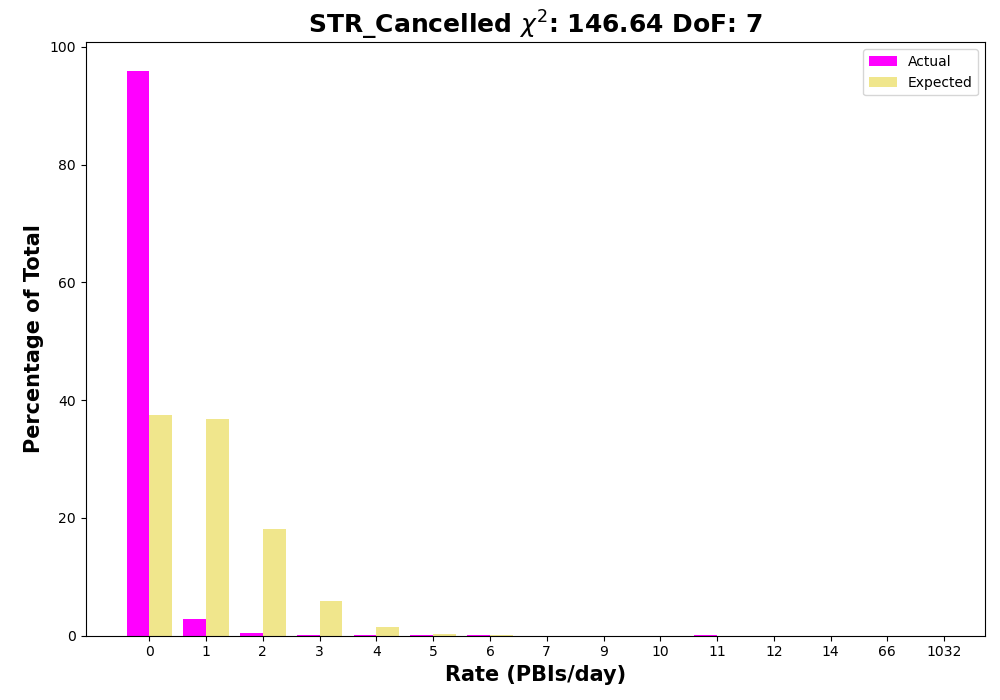 STR_Cancelled χ²: 146.64 DoF: 7
Actual
Expected
Percentage of Total
100
80
60
40
20
0
0 1 2 3 4 5 6 7 9 10 11 12 14 66 1032
Rate (PBIs/day)